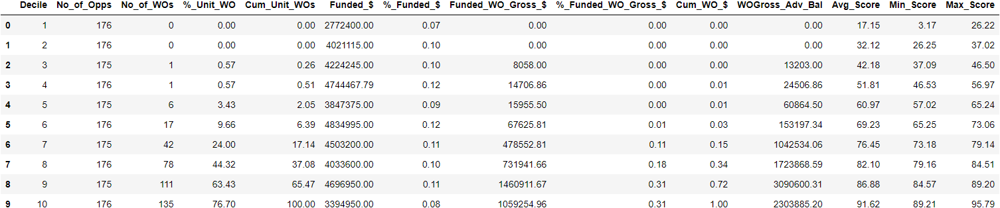 Decile No_of_Opps No_of_WOs %_Unit_WO Cum_Unit_WOs Funded_$ %_Funded_$ Funded_WO_Gross_$ %_Funded_WO_Gross_$ Cum_WO_$ WOGross_Adv_Bal Avg_Score Min_Score Max_Score
0 1 176 0 0.00 0.00 2772400.00 0.07 0.00 0.00 0.00 0.00 17.15 3.17 26.22
1 2 176 0 0.00 0.00 4021115.00 0.10 0.00 0.00 0.00 0.00 32.12 26.25 37.02
2 3 175 1 0.57 0.26 4224245.00 0.10 8058.00 0.00 0.00 13203.00 42.18 37.09 46.50
3 4 176 1 0.57 0.51 4744467.79 0.12 14706.86 0.00 0.01 24506.86 51.81 46.53 56.97
4 5 175 6 3.43 2.05 3847375.00 0.09 15955.50 0.00 0.01 60864.50 60.97 57.02 65.24
5 6 176 17 9.66 6.39 4834995.00 0.12 67625.81 0.01 0.03 153197.34 69.23 65.25 73.06
6 7 175 42 24.00 17.14 4503200.00 0.11 478552.81 0.11 0.15 1042534.06 76.45 73.18 79.14
7 8 176 78 44.32 37.08 4033600.00 0.10 731941.66 0.18 0.34 1723868.59 82.10 79.16 84.51
8 9 175 111 63.43 65.47 4696950.00 0.11 1460911.67 0.31 0.72 3090600.31 86.88 84.57 89.20
9 10 176 135 76.70 100.00 3394950.00 0.08 1059254.96 0.31 1.00 2303885.20 91.62 89.21 95.79